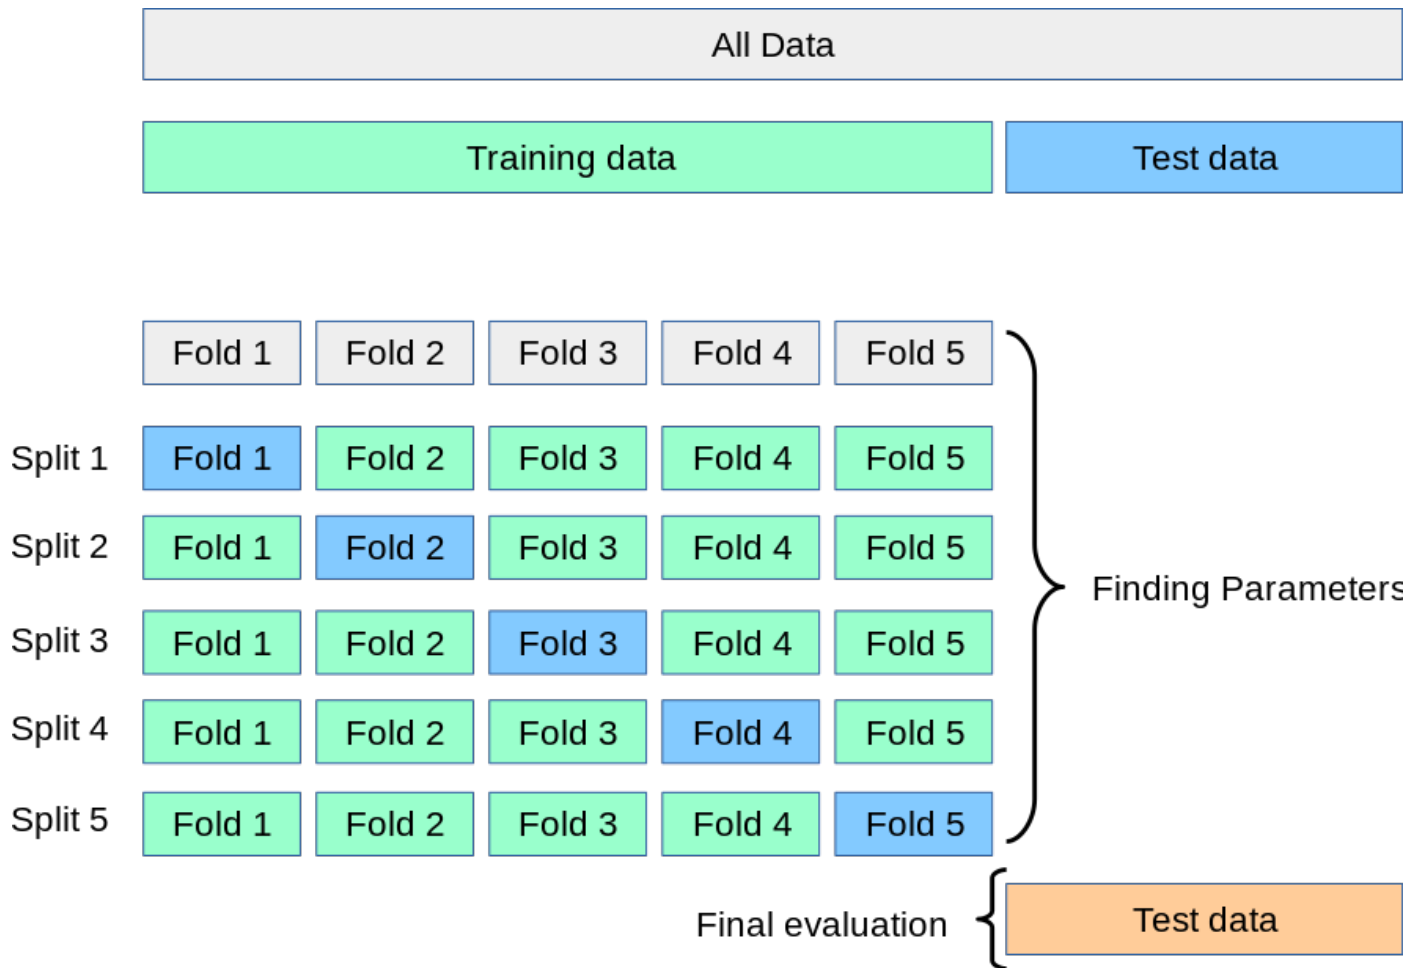 All Data
Training data Test data
Fold 1 Fold 2 Fold 3 Fold 4 Fold 5
Split 1 Fold 1 Fold 2 Fold 3 Fold 4 Fold 5
Split 2 Fold 1 Fold 2 Fold 3 Fold 4 Fold 5
Finding Parameters
Split 3 Fold 1 Fold 2 Fold 3 Fold 4 Fold 5
Split 4 Fold 1 Fold 2 Fold 3 Fold 4 Fold 5
Split 5 Fold 1 Fold 2 Fold 3 Fold 4 Fold 5
Final evaluation Test data